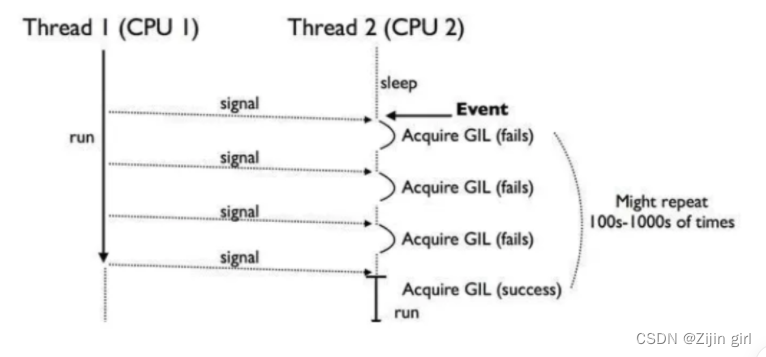 Thread 1 (CPU 1)
Thread 2 (CPU 2)
sleep
signal
Event
run
Acquire GIL (fails)
signal
Acquire GIL (fails)
Might repeat
100s-1000s of times
signal
Acquire GIL (fails)
signal
Acquire GIL (success)
run
CSDN @Zijin girl